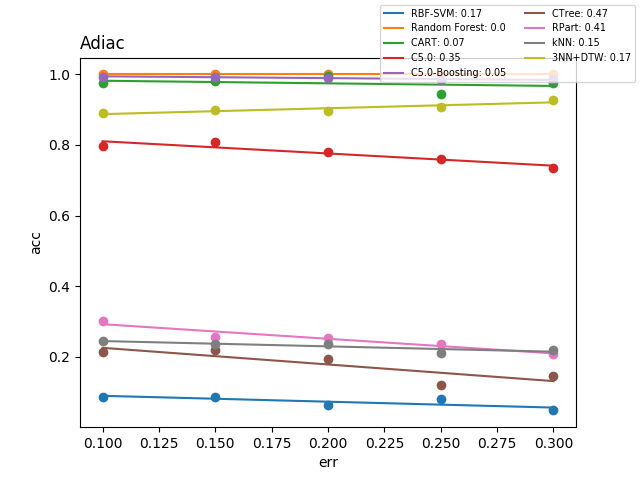 Adiac
RBF-SVM: 0.17
Random Forest: 0.0
CART: 0.07
C5.0: 0.35
C5.0-Boosting: 0.05
CTree: 0.47
RPart: 0.41
kNN: 0.15
3NN+DTW: 0.17
acc
1.0
0.8
0.6
0.4
0.2
0.100 0.125 0.150 0.175 0.200 0.225 0.250 0.275 0.300
err